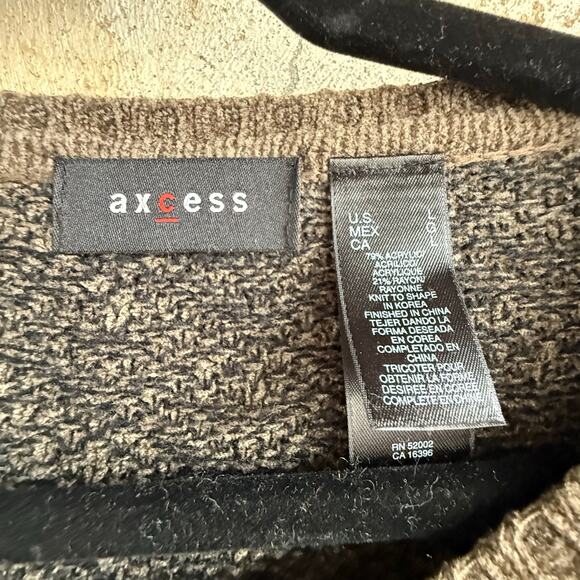 axcess
U.S. L
MEX G
CA L
79% ACRYLIC/
ACRILICO/
ACRYLIQUE
21% RAYON/
RAYONNE
KNIT TO SHAPE
IN KOREA
FINISHED IN CHINA
TEJER DANDO LA
FORMA DESEADA
EN COREA
COMPLETADO EN
CHINA
TRICOTER POUR
OBTENIR LA FORME
DESIREE EN COREE
COMPLETE EN
RN 52002
CA 16396